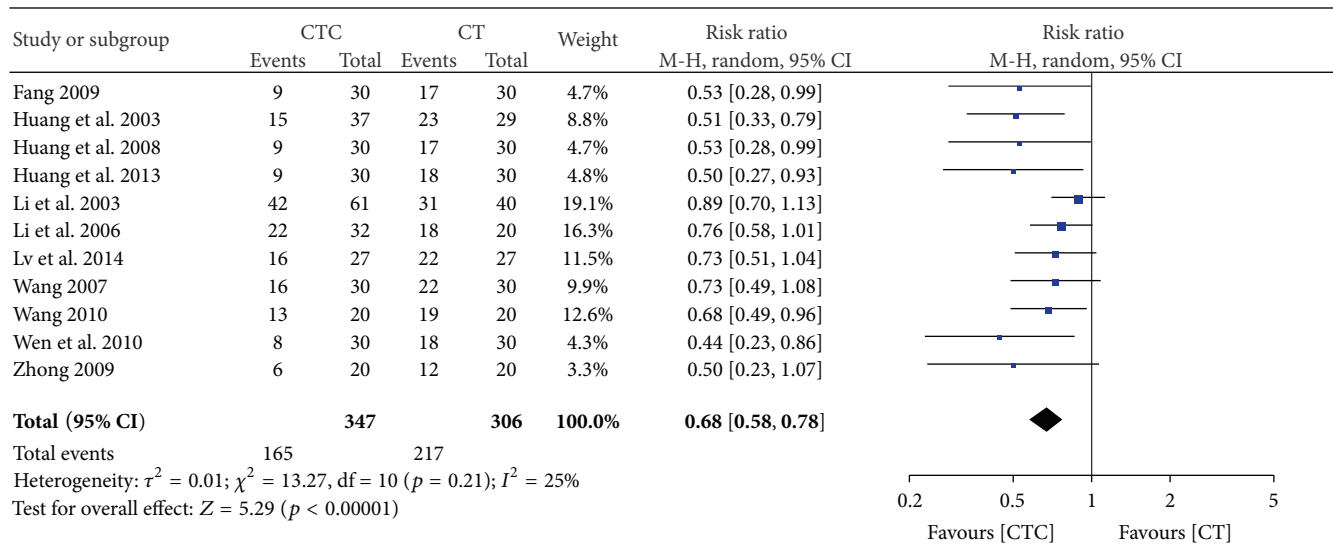 Study or subgroup CTC CT Weight Risk ratio Risk ratio
Events Total Events Total M-H, random, 95% CI M-H, random, 95% CI
Fang 2009 9 30 17 30 4.7% 0.53 [0.28, 0.99]
Huang et al. 2003 15 37 23 29 8.8% 0.51 [0.33, 0.79]
Huang et al. 2008 9 30 17 30 4.7% 0.53 [0.28, 0.99]
Huang et al. 2013 9 30 18 30 4.8% 0.50 [0.27, 0.93]
Li et al. 2003 42 61 31 40 19.1% 0.89 [0.70, 1.13]
Li et al. 2006 22 32 18 20 16.3% 0.76 [0.58, 1.01]
Lv et al. 2014 16 27 22 27 11.5% 0.73 [0.51, 1.04]
Wang 2007 16 30 22 30 9.9% 0.73 [0.49, 1.08]
Wang 2010 13 20 19 20 12.6% 0.68 [0.49, 0.96]
Wen et al. 2010 8 30 18 30 4.3% 0.44 [0.23, 0.86]
Zhong 2009 6 20 12 20 3.3% 0.50 [0.23, 1.07]
Total (95% CI) 347 306 100.0% 0.68 [0.58, 0.78]
Total events 165 217
Heterogeneity: τ² = 0.01; χ² = 13.27, df = 10 (p = 0.21); I² = 25%
Test for overall effect: Z = 5.29 (p < 0.00001)
0.2 0.5 1 2 5
Favours [CTC] Favours [CT]